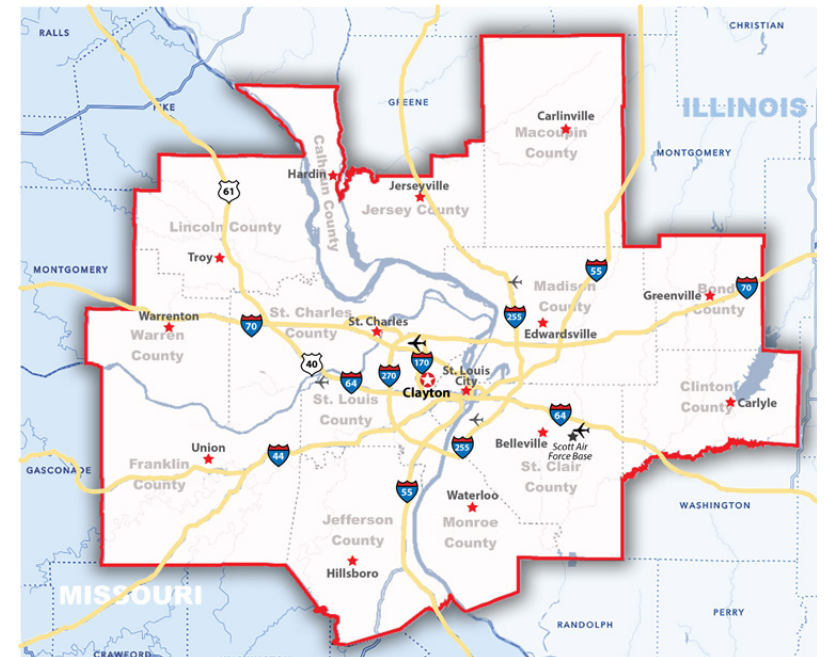 CHRISTIAN
RALLS
PIKE
GREENE
ILLINOIS
Carlinville
Macoupin
County
MONTGOMERY
Calhoun County
Hardin
Jerseyville
Jersey County
61
Lincoln County
Troy
MONTGOMERY
55
Madison
County
Greenville
Bond
County
70
Warrenton
Warren
County
70
St. Charles
County
St. Charles
255
Edwardsville
40
64
270
170
St. Louis
City
Clayton
St. Louis
County
Clinton
County
Carlyle
64
Belleville
Scott Air
Force Base
St. Clair
County
255
Union
Franklin
County
44
GASCONADE
55
Waterloo
Monroe
County
Jefferson
County
Hillsboro
WASHINGTON
MISSOURI
RANDOLPH
PERRY
CRAWFORD